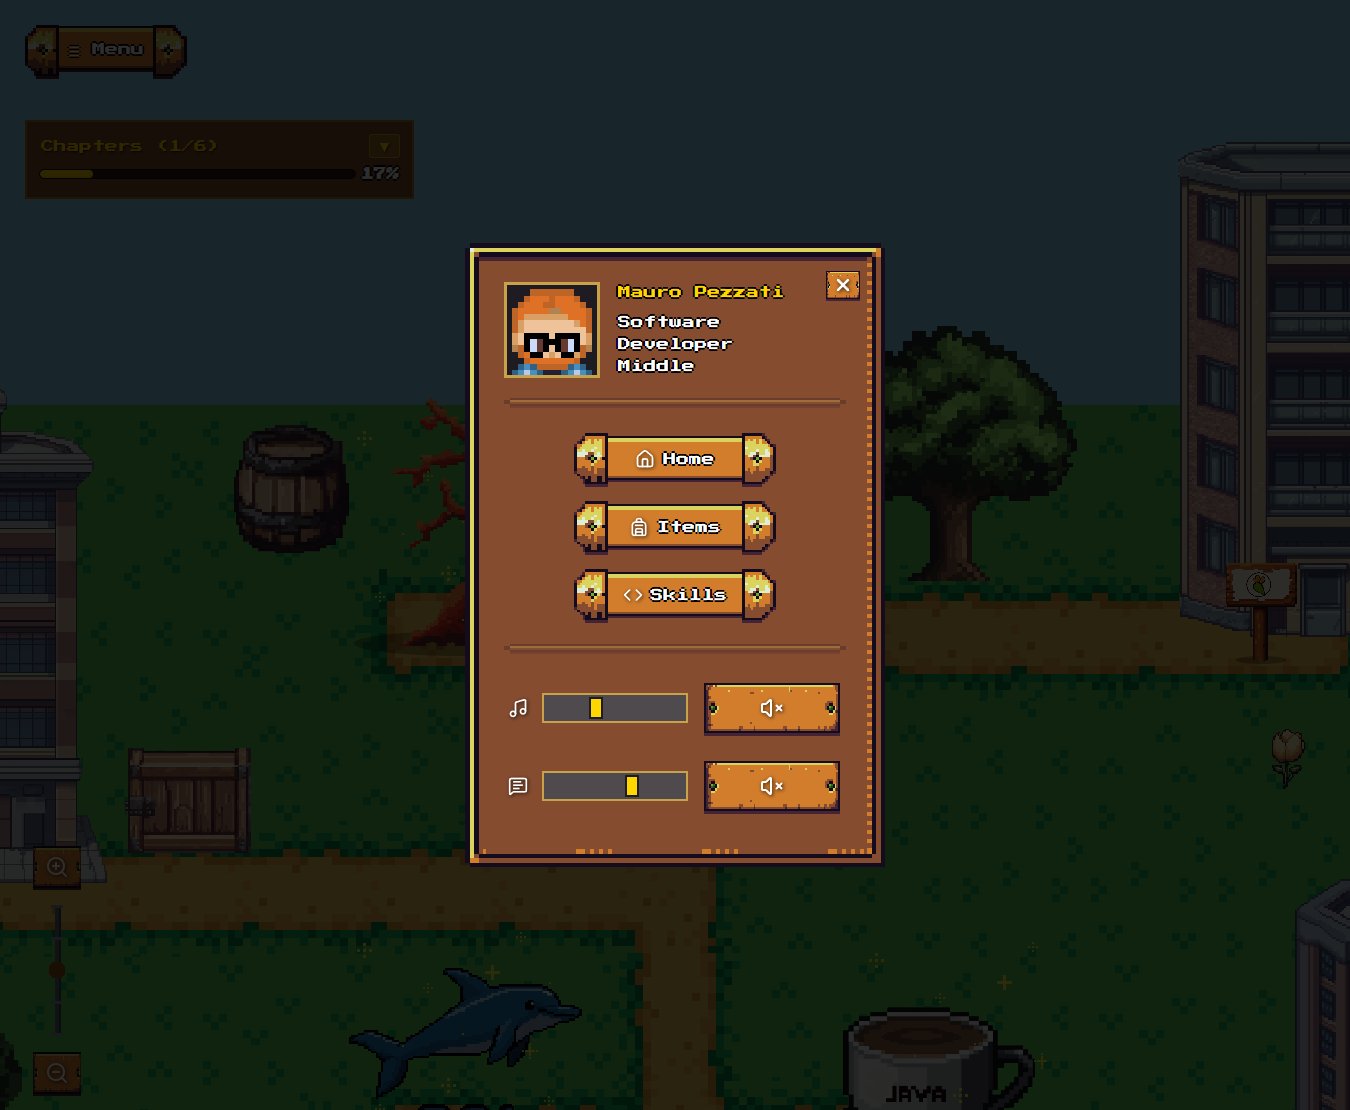 Menu
Chapters (1/6)
17%
Mauro Pezzati
Software
Developer
Middle
Home
Items
Skills
JAVA